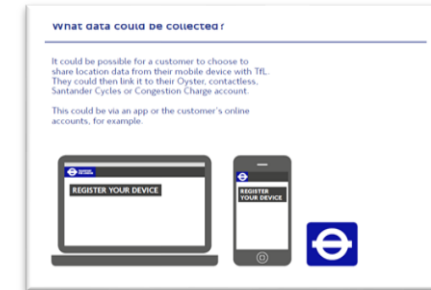 What data could be collected?
It could be possible for a customer to choose to
share location data from their mobile device with TfL.
They could then link it to their Oyster, contactless,
Santander Cycles or Congestion Charge account.
This could be via an app or the customer's online
accounts, for example.
REGISTER YOUR DEVICE
REGISTER
YOUR DEVICE